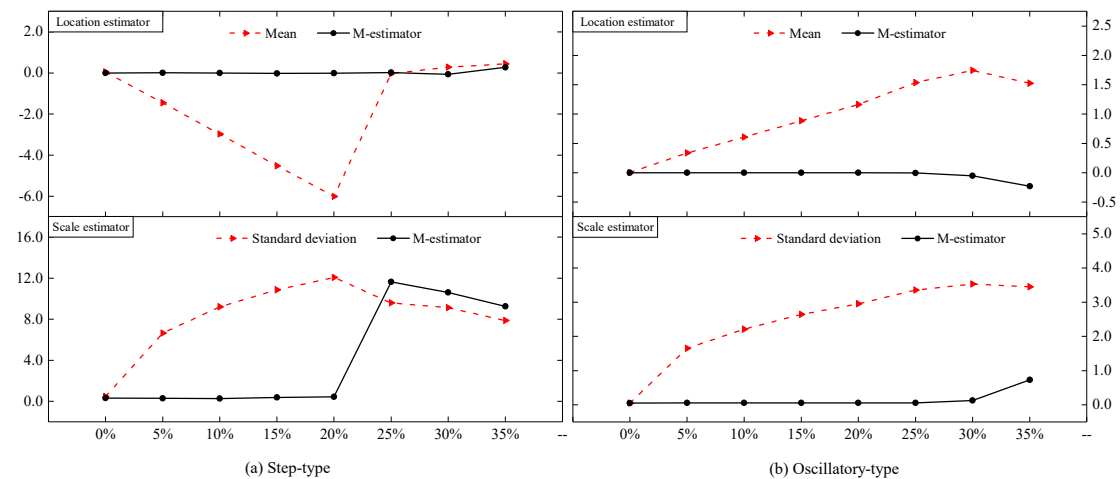 Location estimator
Mean M-estimator
2.0
0.0
-2.0
-4.0
-6.0
Scale estimator
Standard deviation M-estimator
16.0
12.0
8.0
4.0
0.0
0% 5% 10% 15% 20% 25% 30% 35% --
(a) Step-type
Location estimator
Mean M-estimator
2.5
2.0
1.5
1.0
0.5
0.0
-0.5
Scale estimator
Standard deviation M-estimator
5.0
4.0
3.0
2.0
1.0
0.0
0% 5% 10% 15% 20% 25% 30% 35% --
(b) Oscillatory-type